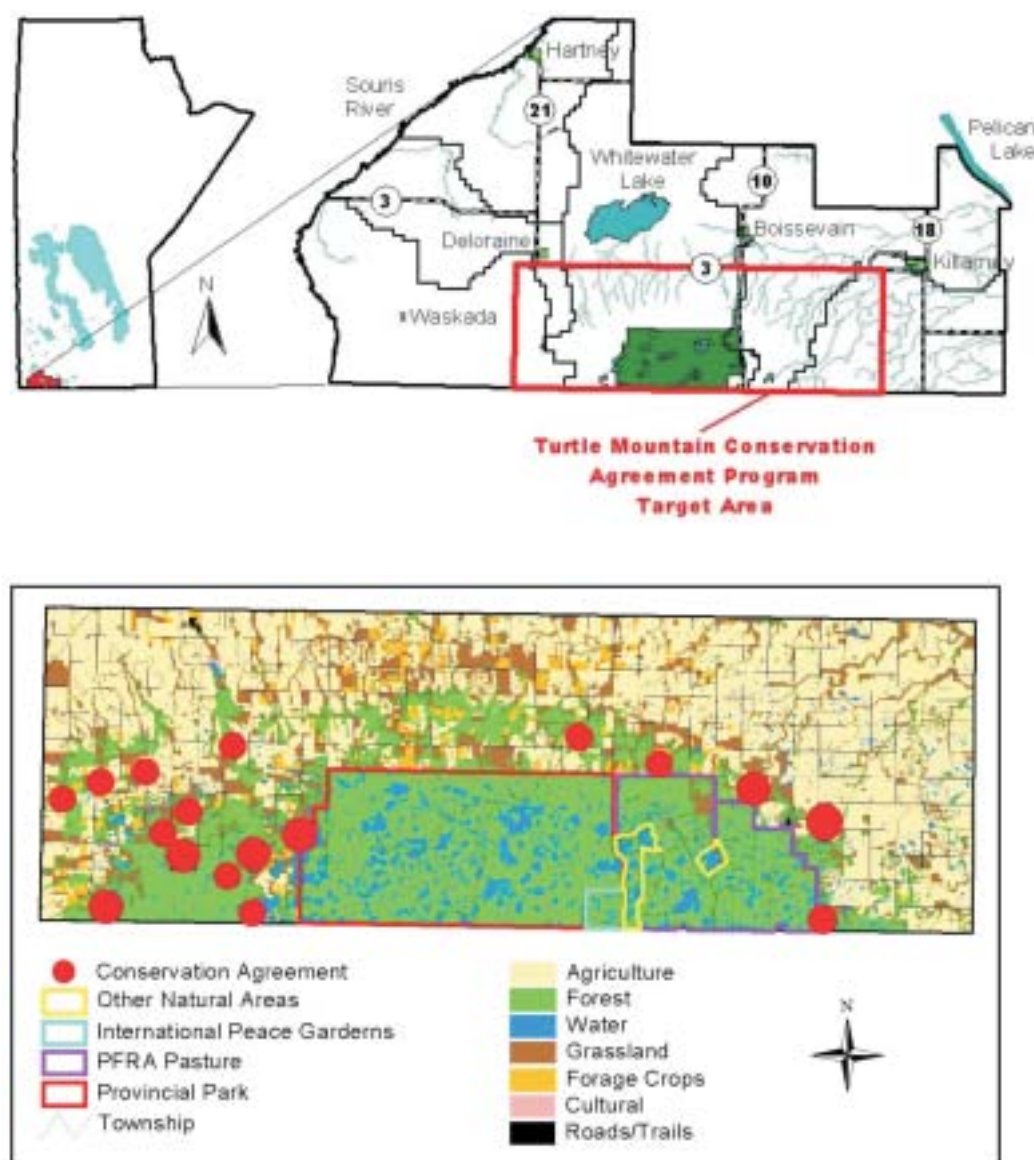 Hartney
Souris
River
21
Pelican
Lake
Whitewater
Lake
10
3
Boissevain
18
Deloraine
3
Killarney
N
Waskada
Turtle Mountain Conservation
Agreement Program
Target Area
Conservation Agreement
Other Natural Areas
International Peace Garderns
PFRA Pasture
Provincial Park
Township
Agriculture
Forest
Water
Grassland
Forage Crops
Cultural
Roads/Trails
N